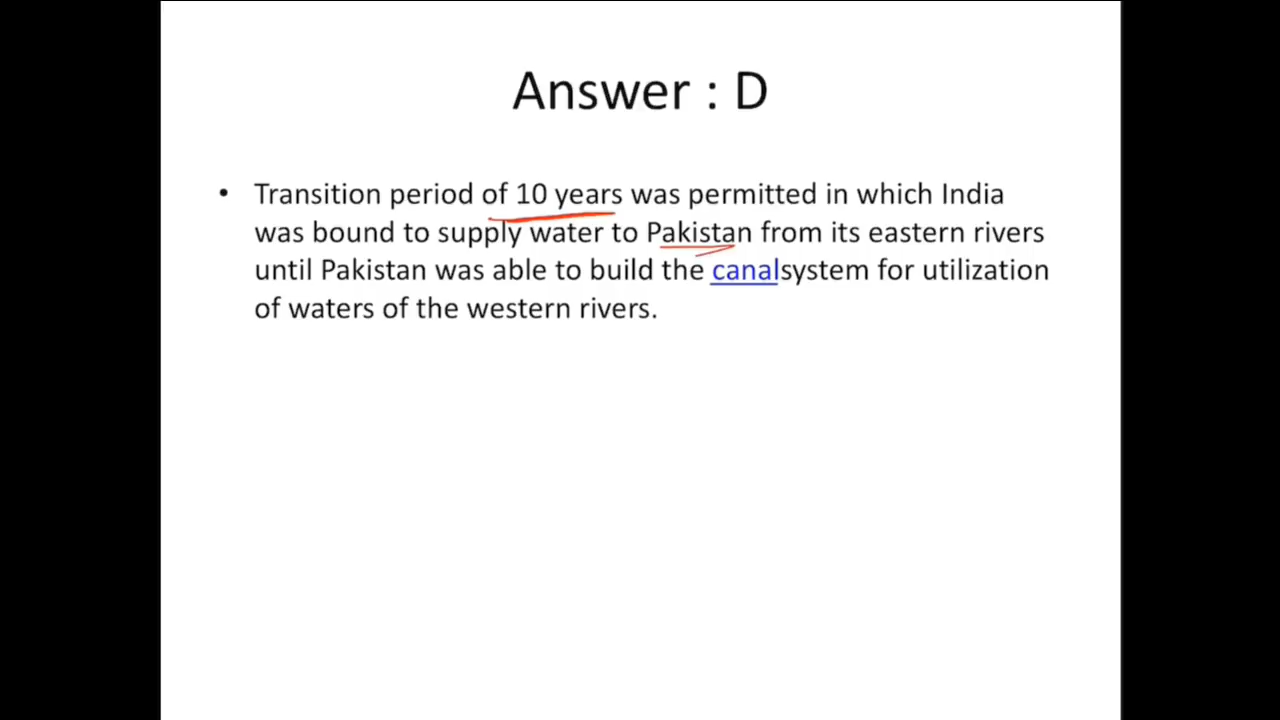 Answer : D
• Transition period of 10 years was permitted in which India
was bound to supply water to Pakistan from its eastern rivers
until Pakistan was able to build the canalsystem for utilization
of waters of the western rivers.